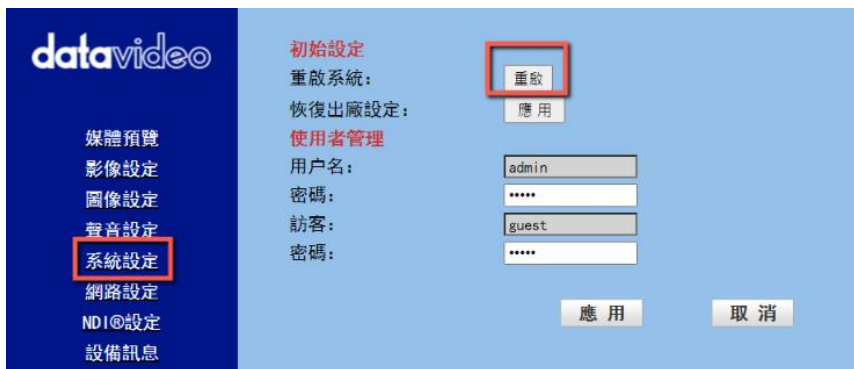 datavideo
媒體預覽
影像設定
圖像設定
聲音設定
系統設定
網路設定
NDI®設定
設備訊息
初始設定
重啟系統： 重啟
恢復出廠設定： 應用
使用者管理
用户名： admin
密碼： •••••
訪客： guest
密碼： •••••
應用 取消